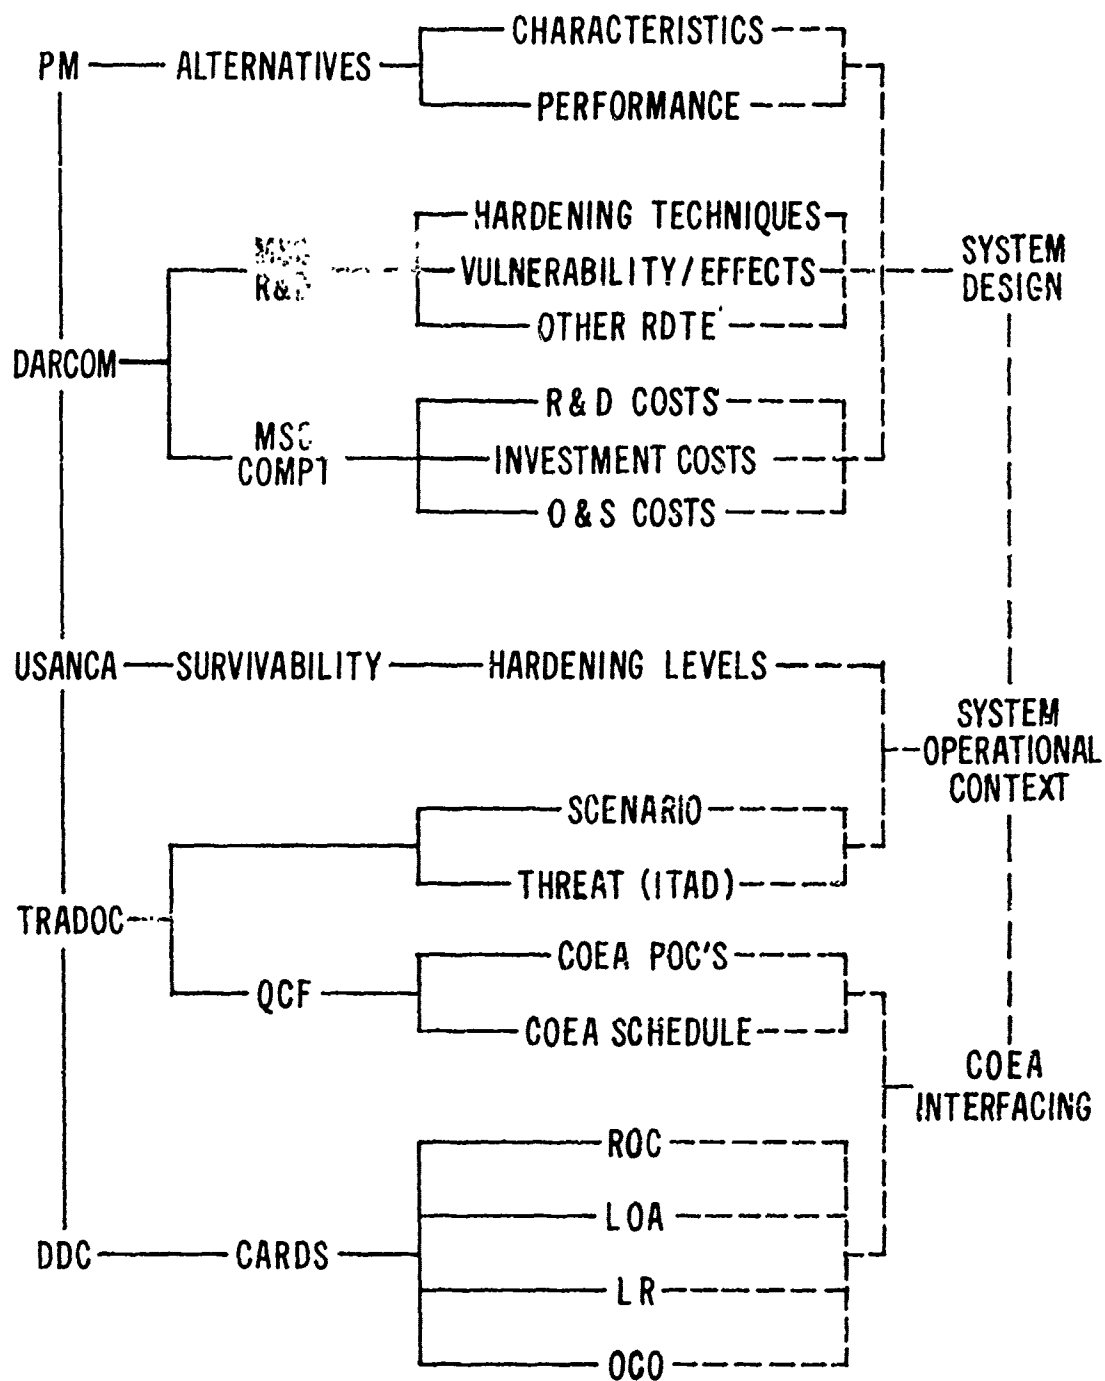 CHARACTERISTICS
PM ALTERNATIVES
PERFORMANCE
HARDENING TECHNIQUES
R&D
VULNERABILITY/EFFECTS
SYSTEM
DESIGN
OTHER RDTE
DARCOM
R & D COSTS
MSC
COMPT
INVESTMENT COSTS
O & S COSTS
USANCA SURVIVABILITY HARDENING LEVELS
SYSTEM
OPERATIONAL
CONTEXT
SCENARIO
THREAT (ITAD)
TRADOC
COEA POC'S
QCF
COEA SCHEDULE
COEA
INTERFACING
ROC
LOA
DDC CARDS
LR
OCO